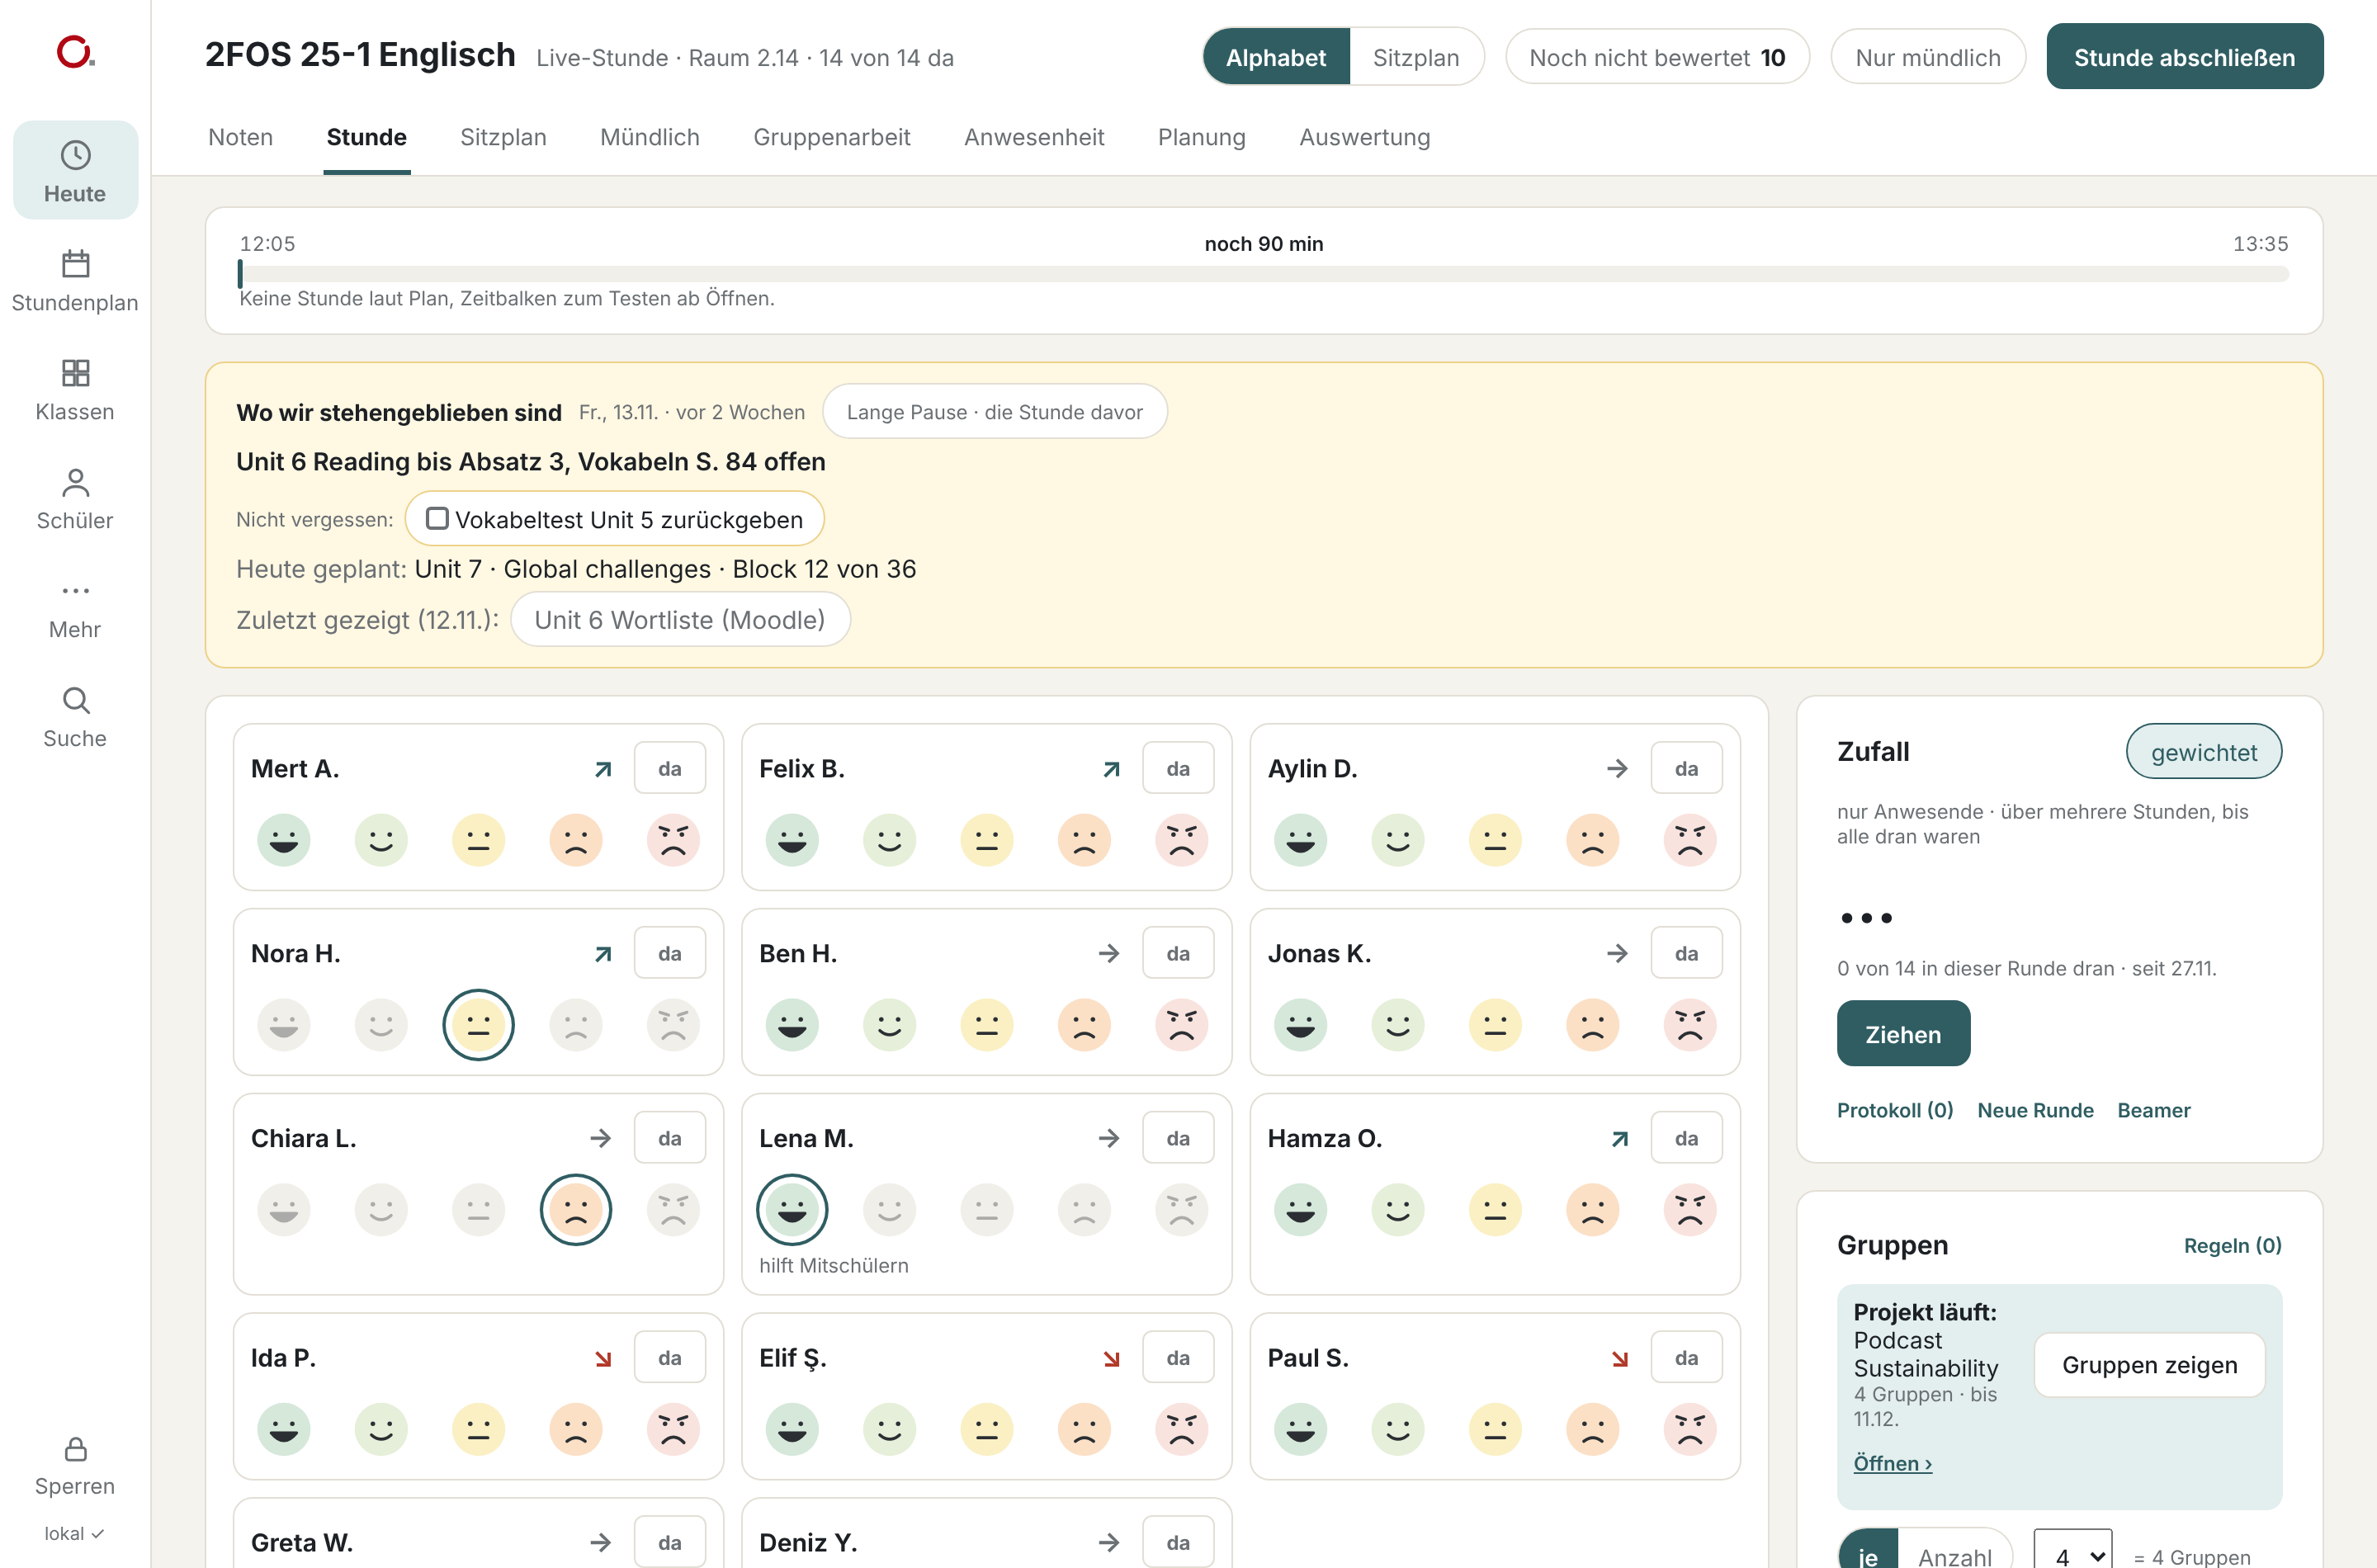 2FOS 25-1 Englisch
Live-Stunde · Raum 2.14 · 14 von 14 da
Alphabet
Sitzplan
Noch nicht bewertet 10
Nur mündlich
Stunde abschließen
Noten
Stunde
Sitzplan
Mündlich
Gruppenarbeit
Anwesenheit
Planung
Auswertung
Heute
Stundenplan
Klassen
Schüler
Mehr
Suche
Sperren
lokal ✓
12:05
noch 90 min
13:35
Keine Stunde laut Plan, Zeitbalken zum Testen ab Öffnen.
Wo wir stehengeblieben sind
Fr., 13.11. · vor 2 Wochen
Lange Pause · die Stunde davor
Unit 6 Reading bis Absatz 3, Vokabeln S. 84 offen
Nicht vergessen:
Vokabeltest Unit 5 zurückgeben
Heute geplant: Unit 7 · Global challenges · Block 12 von 36
Zuletzt gezeigt (12.11.):
Unit 6 Wortliste (Moodle)
Mert A.
da
Felix B.
da
Aylin D.
da
Nora H.
da
Ben H.
da
Jonas K.
da
Chiara L.
da
Lena M.
da
hilft Mitschülern
Hamza O.
da
Ida P.
da
Elif Ş.
da
Paul S.
da
Greta W.
da
Deniz Y.
da
Zufall
gewichtet
nur Anwesende · über mehrere Stunden, bis
alle dran waren
•••
0 von 14 in dieser Runde dran · seit 27.11.
Ziehen
Protokoll (0)
Neue Runde
Beamer
Gruppen
Regeln (0)
Projekt läuft:
Podcast
Sustainability
4 Gruppen · bis
11.12.
Gruppen zeigen
Öffnen ›
je
Anzahl
4
= 4 Gruppen